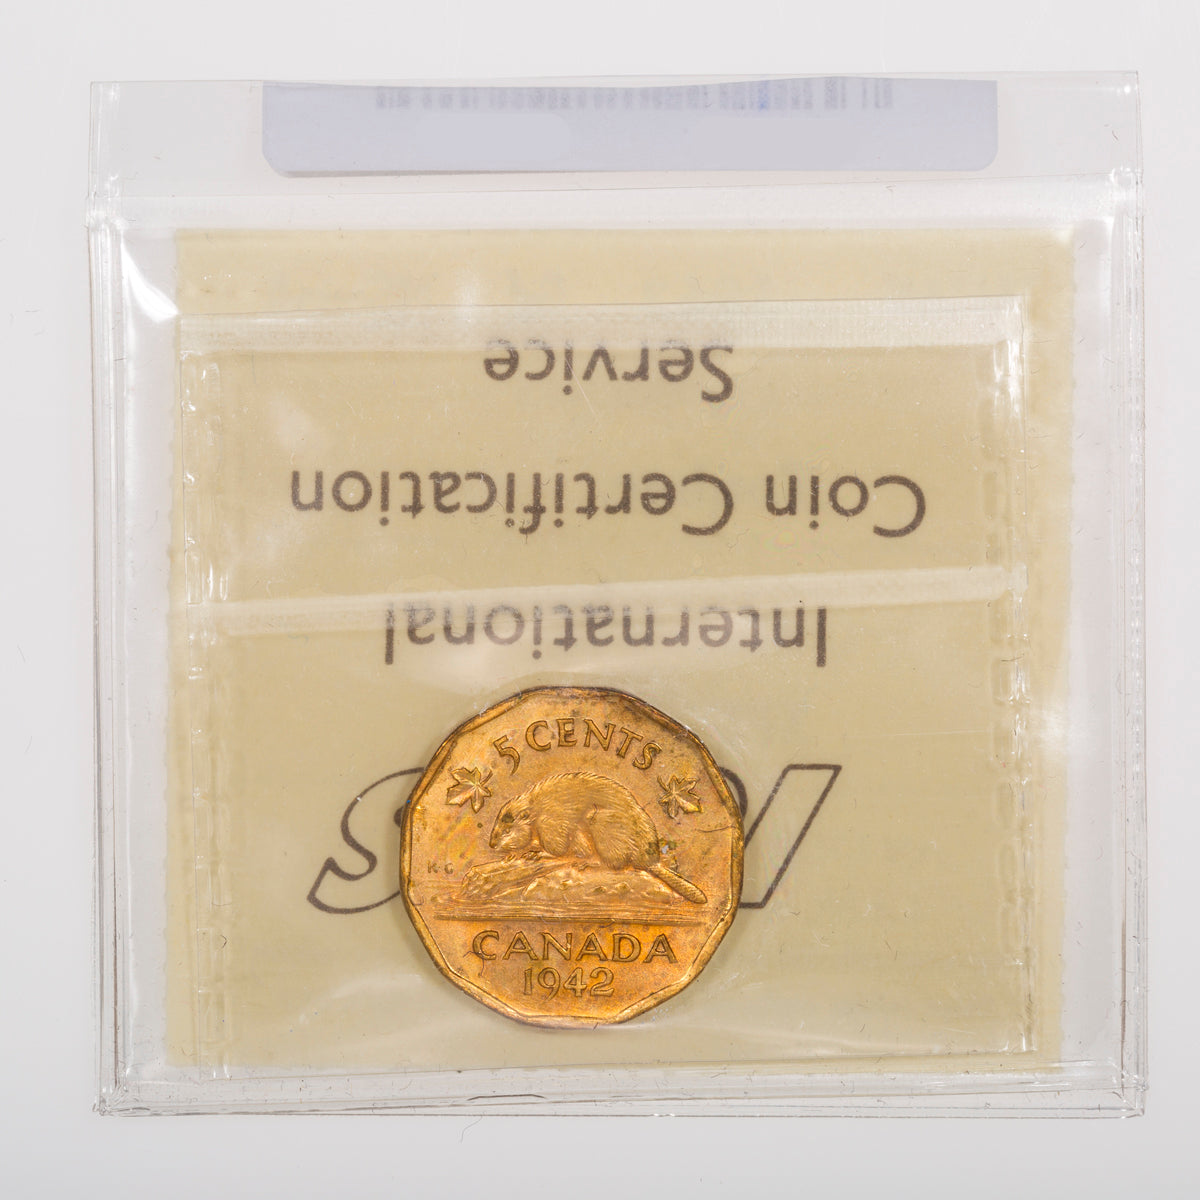 International
Coin Certification
Service
5 CENTS
K G
CANADA
1942